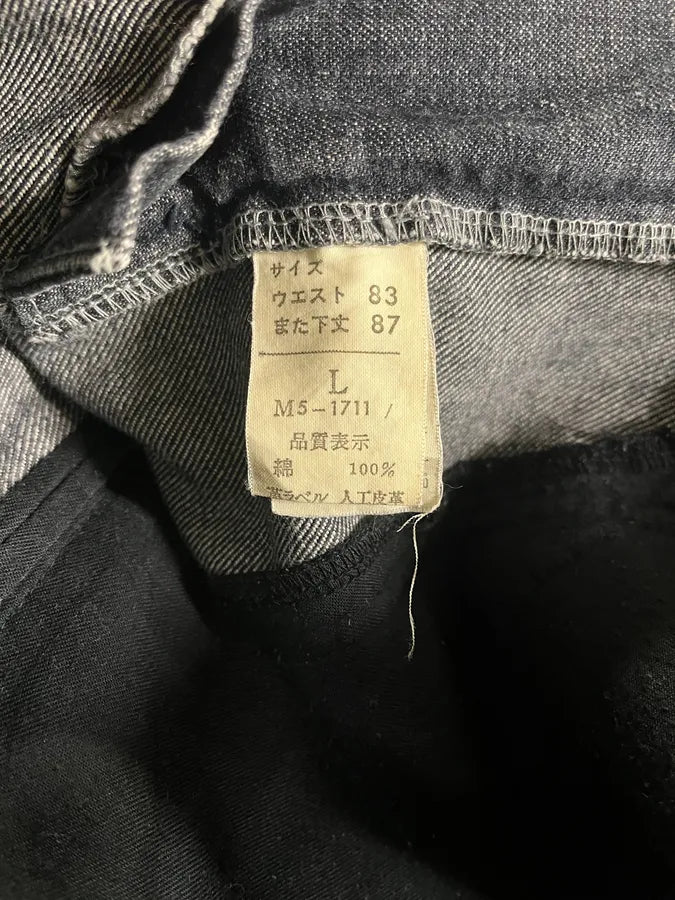 サイズ
ウエスト 83
また下丈 87
L
M5-1711 /
品質表示
綿 100%
革ラベル 人工皮革